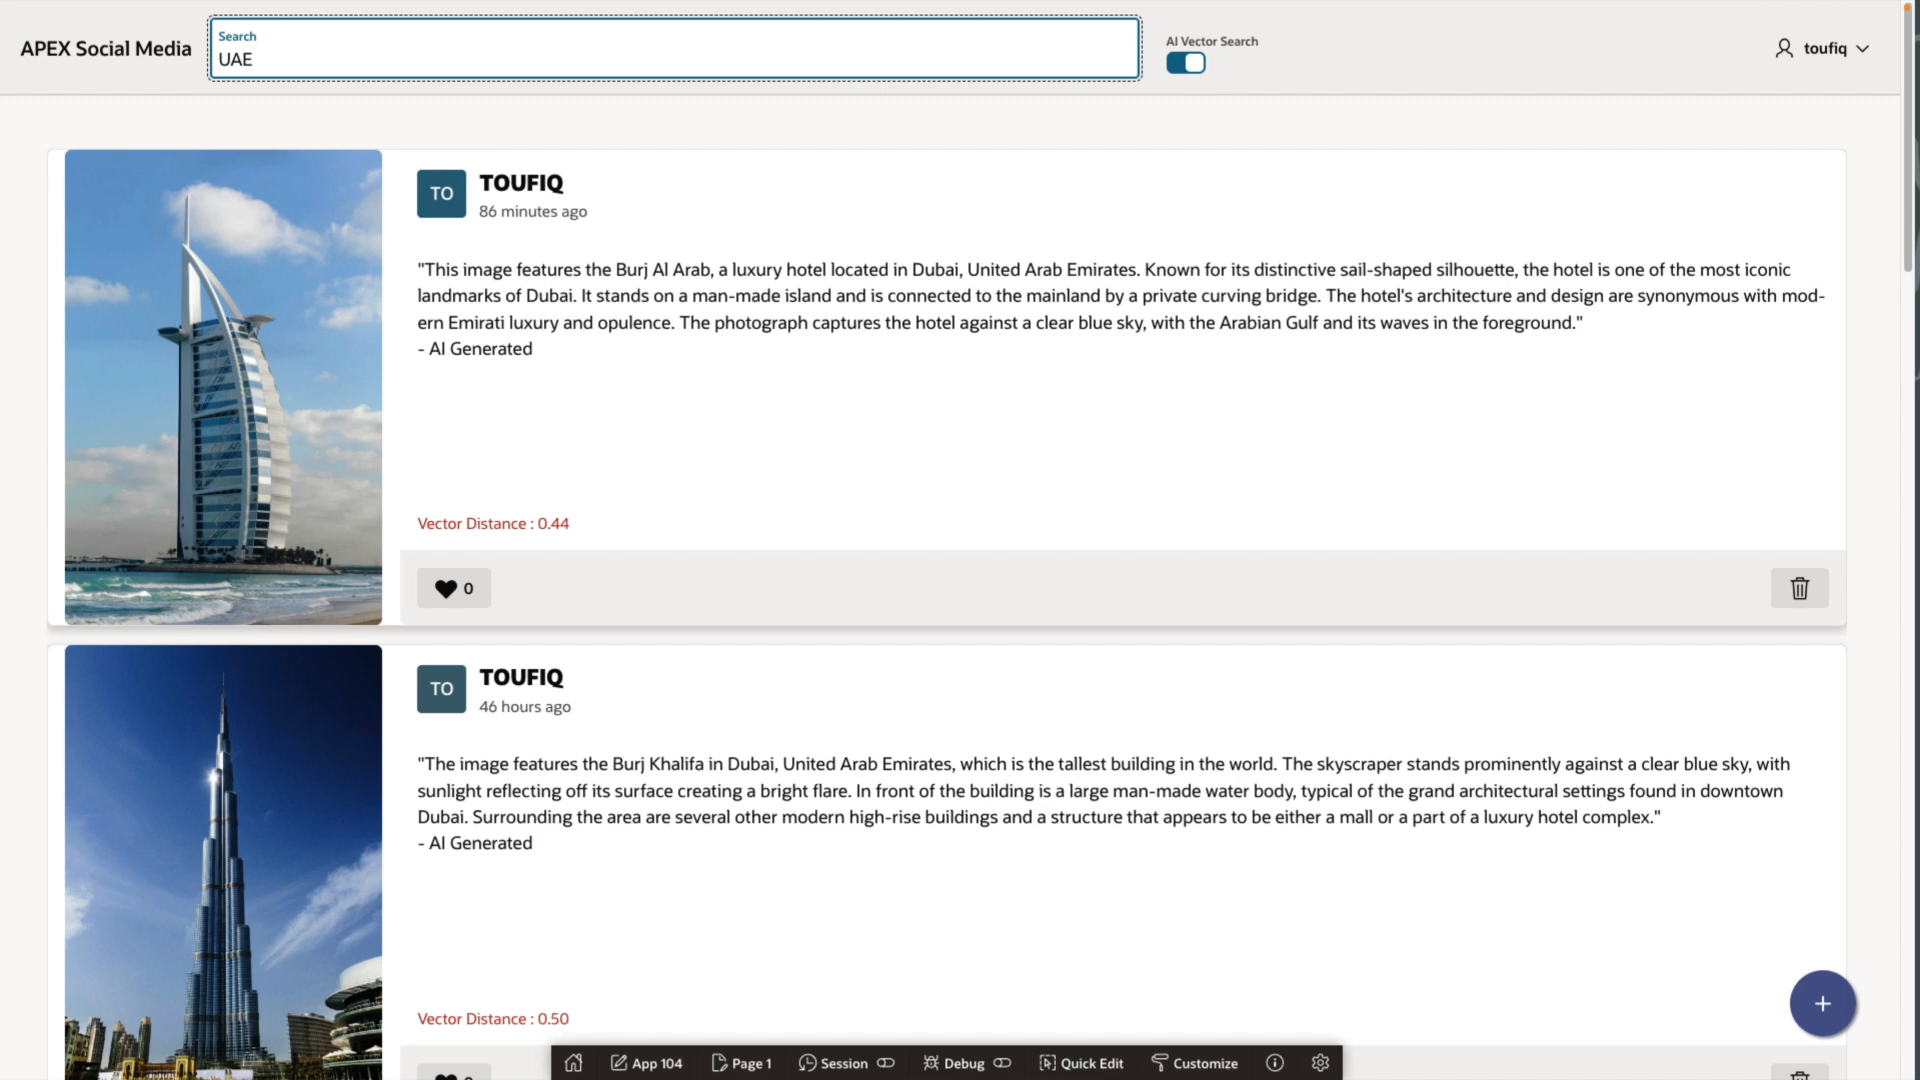 APEX Social Media
Search
UAE
AI Vector Search
toufiq
TO
TOUFIQ
86 minutes ago
"This image features the Burj Al Arab, a luxury hotel located in Dubai, United Arab Emirates. Known for its distinctive sail-shaped silhouette, the hotel is one of the most iconic
landmarks of Dubai. It stands on a man-made island and is connected to the mainland by a private curving bridge. The hotel's architecture and design are synonymous with mod-
ern Emirati luxury and opulence. The photograph captures the hotel against a clear blue sky, with the Arabian Gulf and its waves in the foreground."
- AI Generated
Vector Distance : 0.44
0
TO
TOUFIQ
46 hours ago
"The image features the Burj Khalifa in Dubai, United Arab Emirates, which is the tallest building in the world. The skyscraper stands prominently against a clear blue sky, with
sunlight reflecting off its surface creating a bright flare. In front of the building is a large man-made water body, typical of the grand architectural settings found in downtown
Dubai. Surrounding the area are several other modern high-rise buildings and a structure that appears to be either a mall or a part of a luxury hotel complex."
- AI Generated
Vector Distance : 0.50
App 104 Page 1 Session Debug Quick Edit Customize